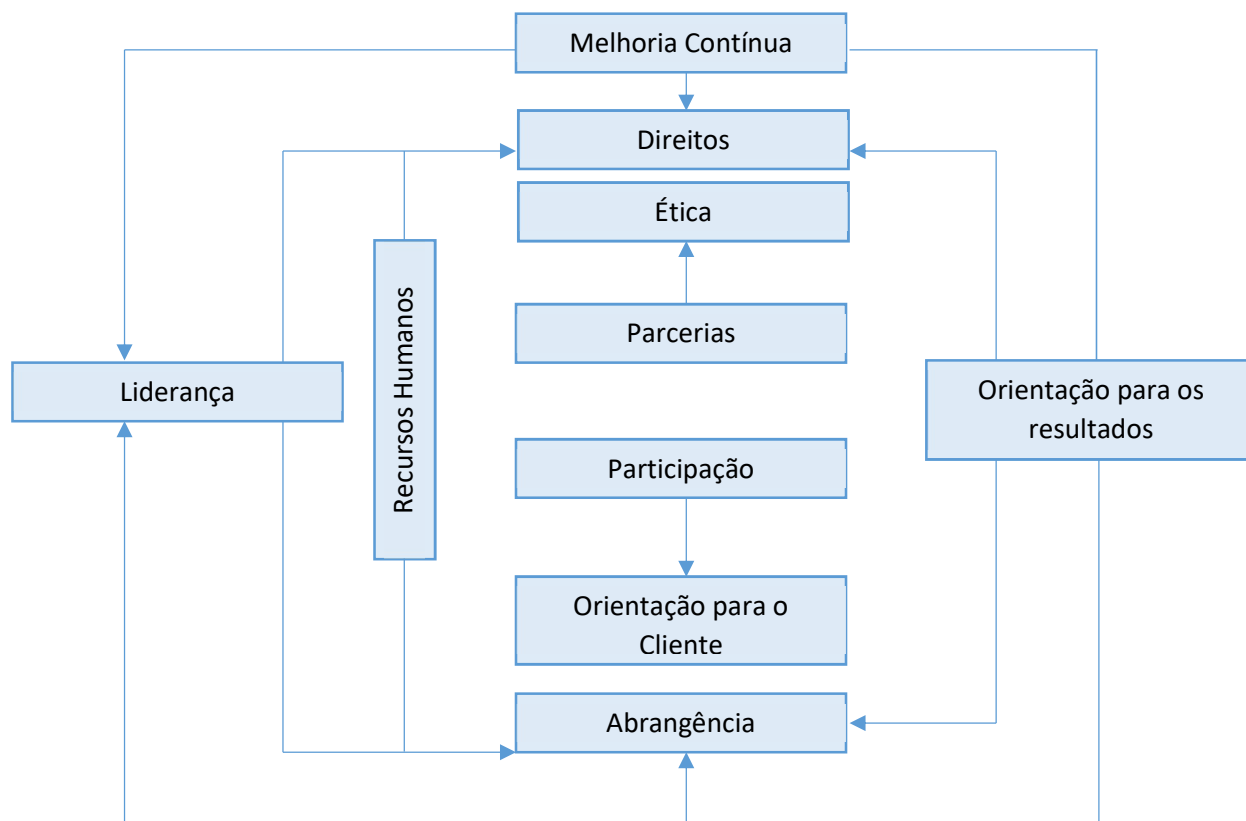 Melhoria Contínua
Direitos
Ética
Recursos Humanos
Parcerias
Liderança
Orientação para os
resultados
Participação
Orientação para o
Cliente
Abrangência